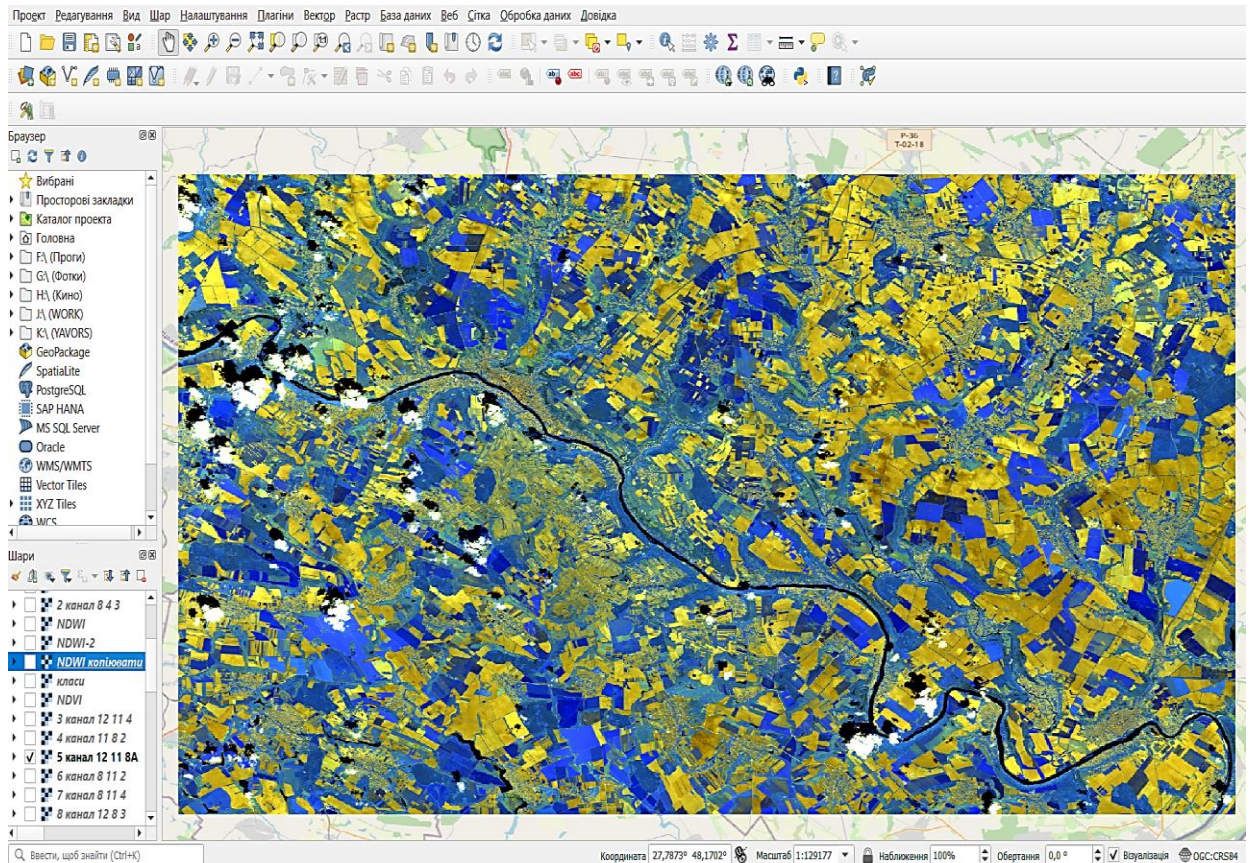 Проект Редагування Вид Шар Налаштування Плагіни Вектор Растр База даних Веб Сітка Обробка даних Довідка
Браузер
Вибрані
Просторові закладки
Каталог проекта
Головна
F:\ (Проги)
G:\ (Фотки)
H:\ (Кино)
J:\ (WORK)
K:\ (YAVORS)
GeoPackage
SpatiaLite
PostgreSQL
SAP HANA
MS SQL Server
Oracle
WMS/WMTS
Vector Tiles
XYZ Tiles
WCS
P-36
T-02-18
Шари
2 канал 8 4 3
NDWI
NDWI-2
NDWI копіювати
класи
NDVI
3 канал 12 11 4
4 канал 11 8 2
5 канал 12 11 8А
6 канал 8 11 2
7 канал 8 11 4
8 канал 12 8 3
Ввести, щоб знайти (Ctrl+K)
Координата 27,7873° 48,1702° Масштаб 1:129177 Наближення 100% Обертання 0,0 ° Візуалізація OGC:CRS84